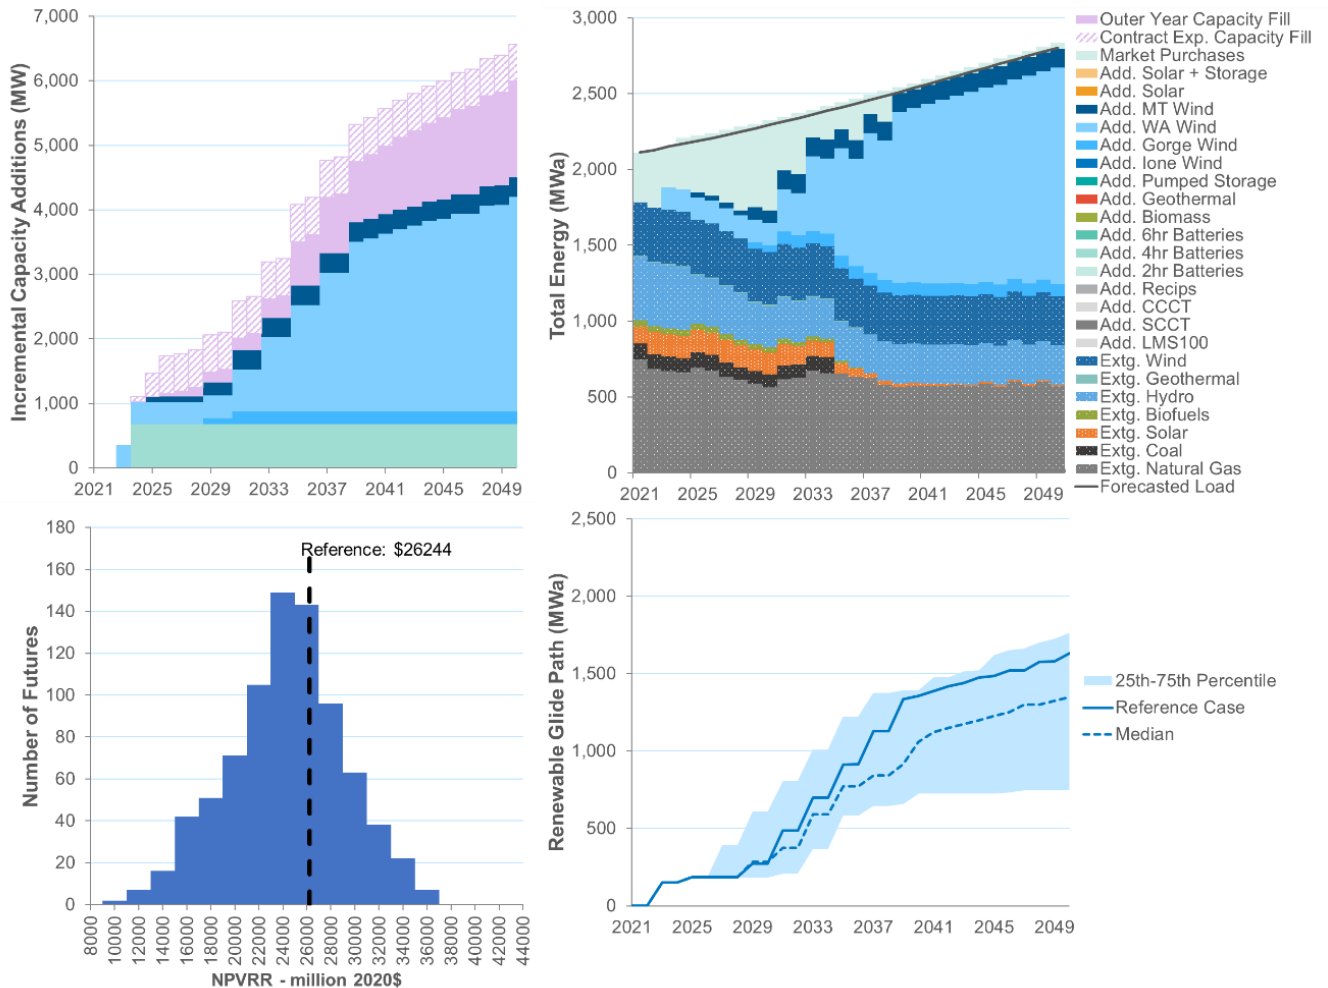 Incremental Capacity Additions (MW)
7,000
6,000
5,000
4,000
3,000
2,000
1,000
0
2021 2025 2029 2033 2037 2041 2045 2049
Total Energy (MWa)
3,000
2,500
2,000
1,500
1,000
500
0
2021 2025 2029 2033 2037 2041 2045 2049
Outer Year Capacity Fill
Contract Exp. Capacity Fill
Market Purchases
Add. Solar + Storage
Add. Solar
Add. MT Wind
Add. WA Wind
Add. Gorge Wind
Add. Ione Wind
Add. Pumped Storage
Add. Geothermal
Add. Biomass
Add. 6hr Batteries
Add. 4hr Batteries
Add. 2hr Batteries
Add. Recips
Add. CCCT
Add. SCCT
Add. LMS100
Extg. Wind
Extg. Geothermal
Extg. Hydro
Extg. Biofuels
Extg. Solar
Extg. Coal
Extg. Natural Gas
Forecasted Load
Number of Futures
180
160
140
120
100
80
60
40
20
0
Reference: $26244
8000 10000 12000 14000 16000 18000 20000 22000 24000 26000 28000 30000 32000 34000 36000 38000 40000 42000 44000
NPVRR - million 2020$
Renewable Glide Path (MWa)
2,500
2,000
1,500
1,000
500
0
2021 2025 2029 2033 2037 2041 2045 2049
25th-75th Percentile
Reference Case
Median